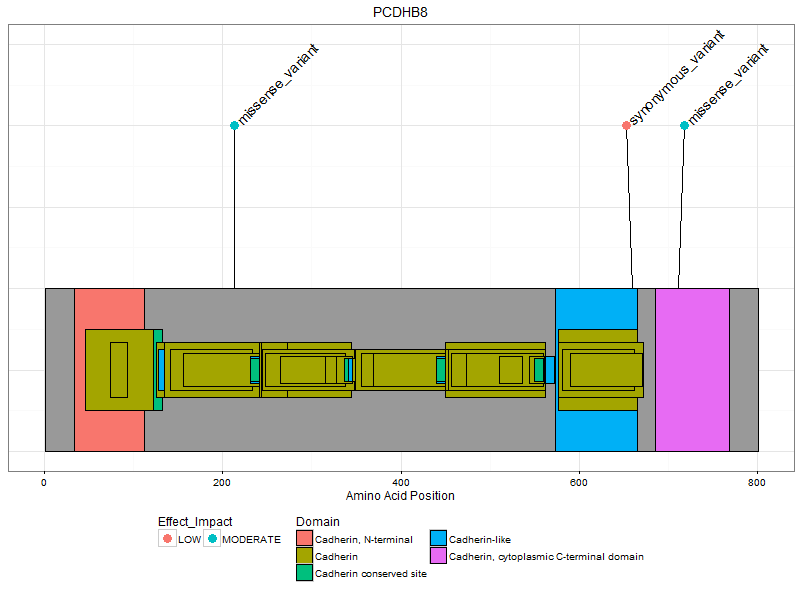 PCDHB8
missense_variant
synonymous_variant
missense_variant
0
200
400
600
800
Amino Acid Position
Effect_Impact
LOW
MODERATE
Domain
Cadherin, N-terminal
Cadherin
Cadherin conserved site
Cadherin-like
Cadherin, cytoplasmic C-terminal domain